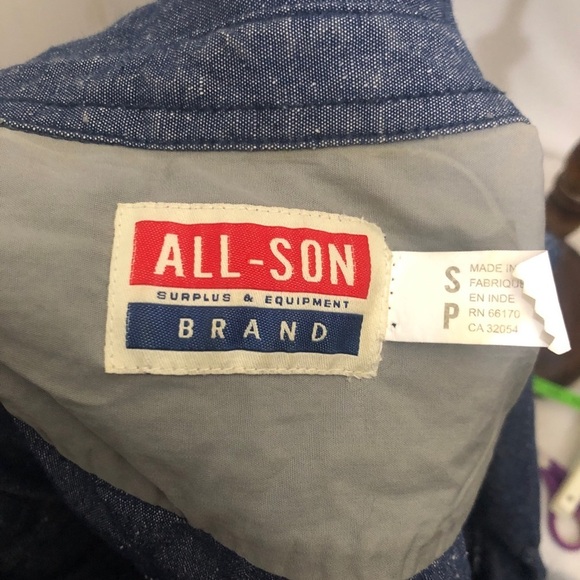 ALL-SON
SURPLUS & EQUIPMENT
BRAND
S
P
MADE IN
FABRIQUE
EN INDE
RN 66170
CA 32054